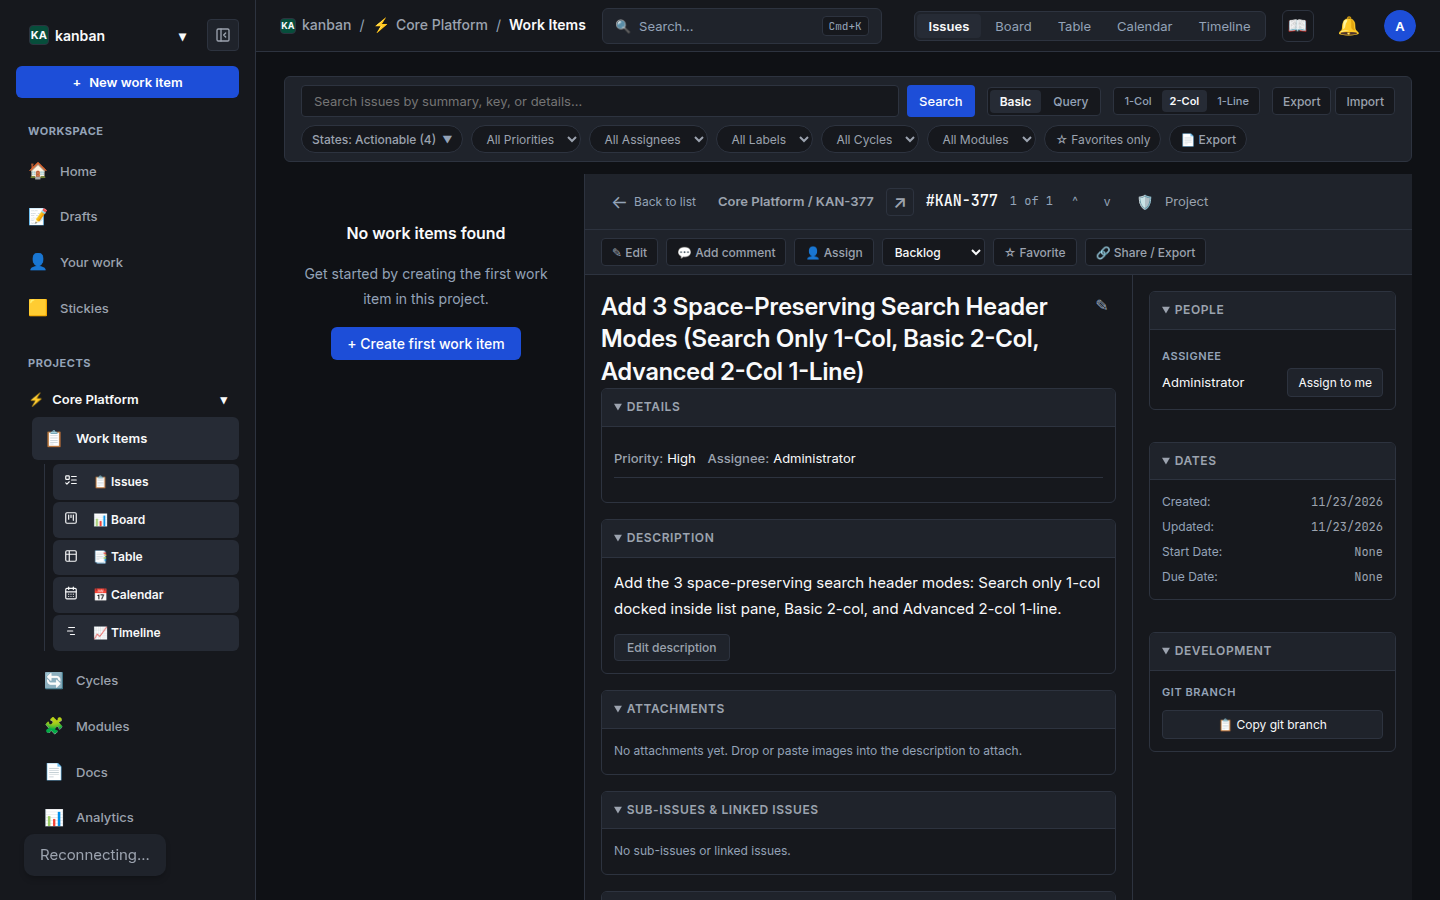 KA kanban ▼
+ New work item
WORKSPACE
Home
Drafts
Your work
Stickies
PROJECTS
Core Platform ▼
Work Items
Issues
Board
Table
Calendar
Timeline
Cycles
Modules
Docs
Analytics
Reconnecting...
KA kanban / Core Platform / Work Items
Search... Cmd+K
Issues Board Table Calendar Timeline
A
Search issues by summary, key, or details...
Search
Basic Query
1-Col 2-Col 1-Line
Export Import
States: Actionable (4) ▼
All Priorities
All Assignees
All Labels
All Cycles
All Modules
☆ Favorites only
Export
No work items found
Get started by creating the first work
item in this project.
+ Create first work item
← Back to list
Core Platform / KAN-377
#KAN-377 1 of 1 ^ v
Project
✎ Edit
Add comment
Assign
Backlog
☆ Favorite
Share / Export
Add 3 Space-Preserving Search Header
Modes (Search Only 1-Col, Basic 2-Col,
Advanced 2-Col 1-Line)
▼ DETAILS
Priority: High Assignee: Administrator
▼ DESCRIPTION
Add the 3 space-preserving search header modes: Search only 1-col
docked inside list pane, Basic 2-col, and Advanced 2-col 1-line.
Edit description
▼ ATTACHMENTS
No attachments yet. Drop or paste images into the description to attach.
▼ SUB-ISSUES & LINKED ISSUES
No sub-issues or linked issues.
▼ PEOPLE
ASSIGNEE
Administrator Assign to me
▼ DATES
Created: 11/23/2026
Updated: 11/23/2026
Start Date: None
Due Date: None
▼ DEVELOPMENT
GIT BRANCH
Copy git branch